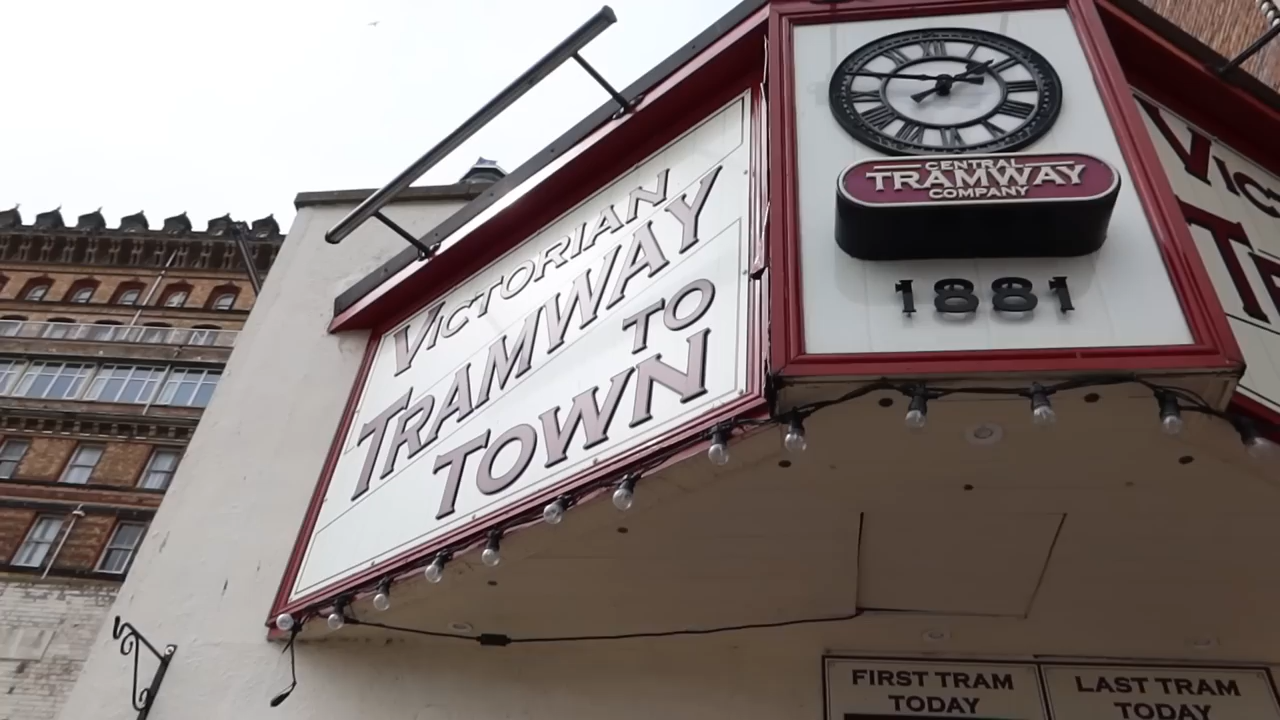 VICTORIAN
TRAMWAY
TO
TOWN
CENTRAL
TRAMWAY
COMPANY
1881
FIRST TRAM
TODAY
LAST TRAM
TODAY